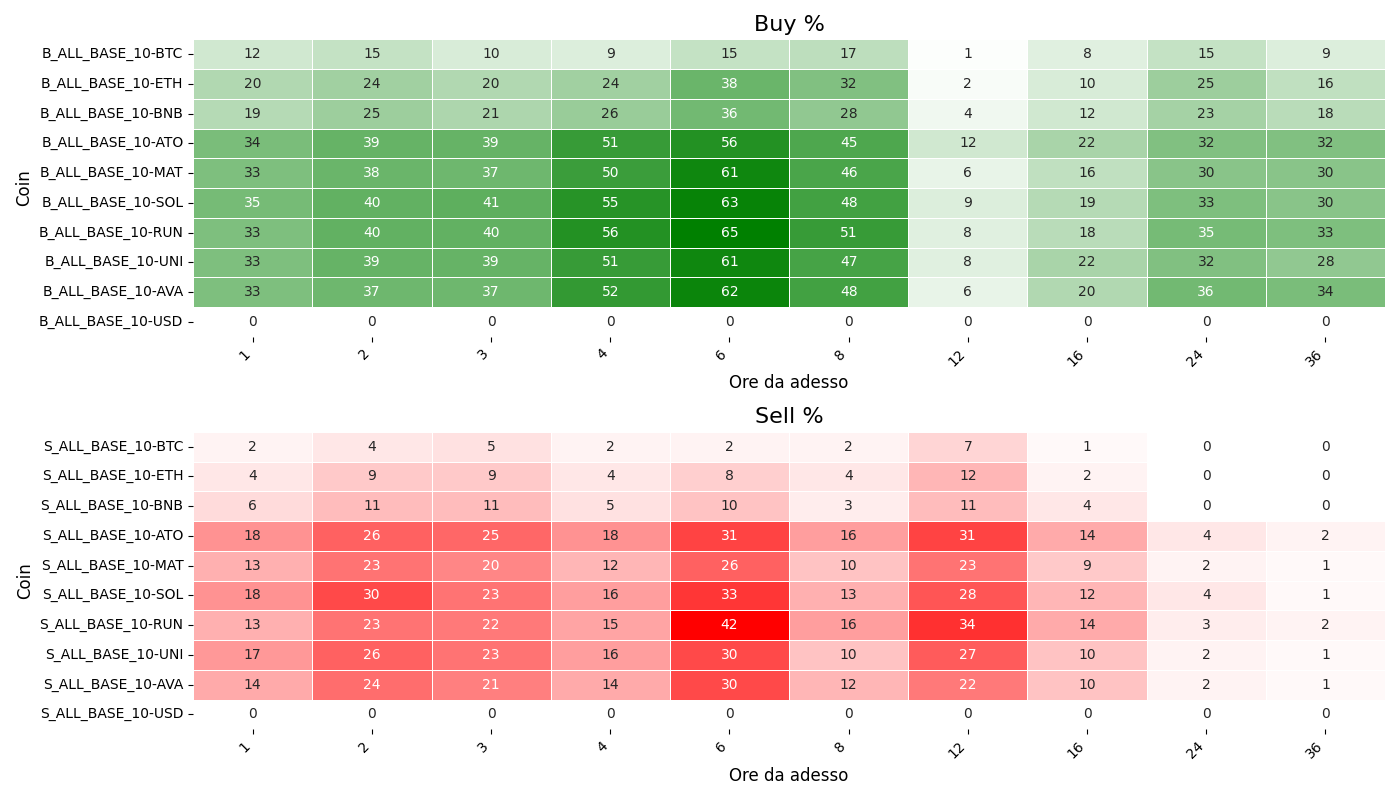 Buy %
Coin
B_ALL_BASE_10-BTC 12 15 10 9 15 17 1 8 15 9
B_ALL_BASE_10-ETH 20 24 20 24 38 32 2 10 25 16
B_ALL_BASE_10-BNB 19 25 21 26 36 28 4 12 23 18
B_ALL_BASE_10-ATO 34 39 39 51 56 45 12 22 32 32
B_ALL_BASE_10-MAT 33 38 37 50 61 46 6 16 30 30
B_ALL_BASE_10-SOL 35 40 41 55 63 48 9 19 33 30
B_ALL_BASE_10-RUN 33 40 40 56 65 51 8 18 35 33
B_ALL_BASE_10-UNI 33 39 39 51 61 47 8 22 32 28
B_ALL_BASE_10-AVA 33 37 37 52 62 48 6 20 36 34
B_ALL_BASE_10-USD 0 0 0 0 0 0 0 0 0 0
1 2 3 4 6 8 12 16 24 36
Ore da adesso
Sell %
Coin
S_ALL_BASE_10-BTC 2 4 5 2 2 2 7 1 0 0
S_ALL_BASE_10-ETH 4 9 9 4 8 4 12 2 0 0
S_ALL_BASE_10-BNB 6 11 11 5 10 3 11 4 0 0
S_ALL_BASE_10-ATO 18 26 25 18 31 16 31 14 4 2
S_ALL_BASE_10-MAT 13 23 20 12 26 10 23 9 2 1
S_ALL_BASE_10-SOL 18 30 23 16 33 13 28 12 4 1
S_ALL_BASE_10-RUN 13 23 22 15 42 16 34 14 3 2
S_ALL_BASE_10-UNI 17 26 23 16 30 10 27 10 2 1
S_ALL_BASE_10-AVA 14 24 21 14 30 12 22 10 2 1
S_ALL_BASE_10-USD 0 0 0 0 0 0 0 0 0 0
1 2 3 4 6 8 12 16 24 36
Ore da adesso